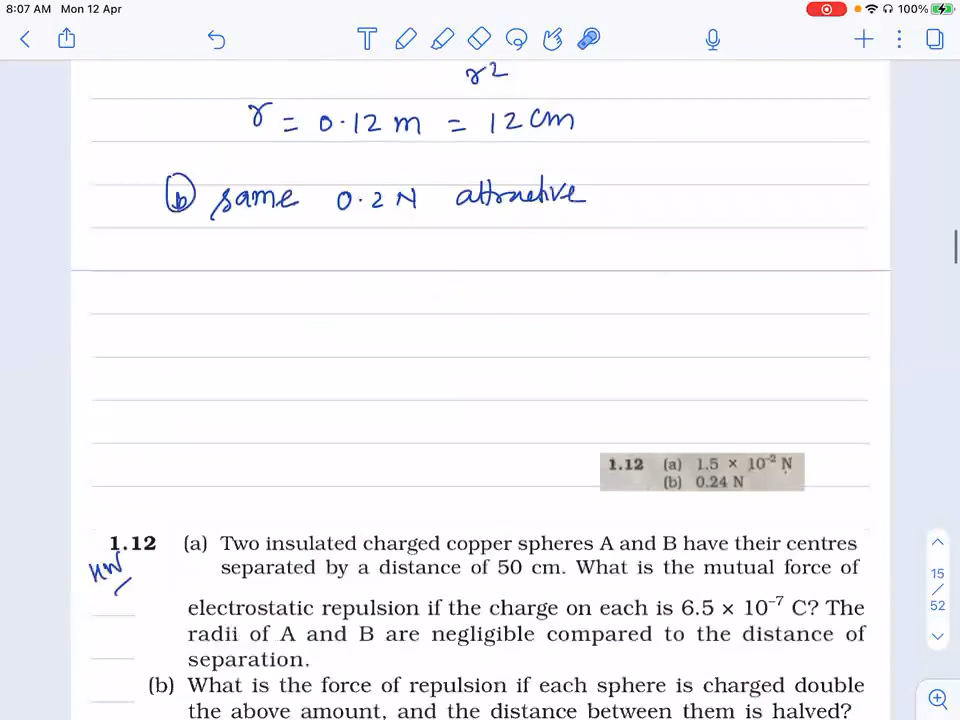 8:07 AM Mon 12 Apr
100%
r²
r = 0.12 m = 12 cm
(b) same 0.2 N attractive
1.12 (a) 1.5 × 10⁻² N
(b) 0.24 N
1.12 (a) Two insulated charged copper spheres A and B have their centres
HW separated by a distance of 50 cm. What is the mutual force of
electrostatic repulsion if the charge on each is 6.5 × 10⁻⁷ C? The
radii of A and B are negligible compared to the distance of
separation.
(b) What is the force of repulsion if each sphere is charged double
the above amount, and the distance between them is halved?
15
/
52